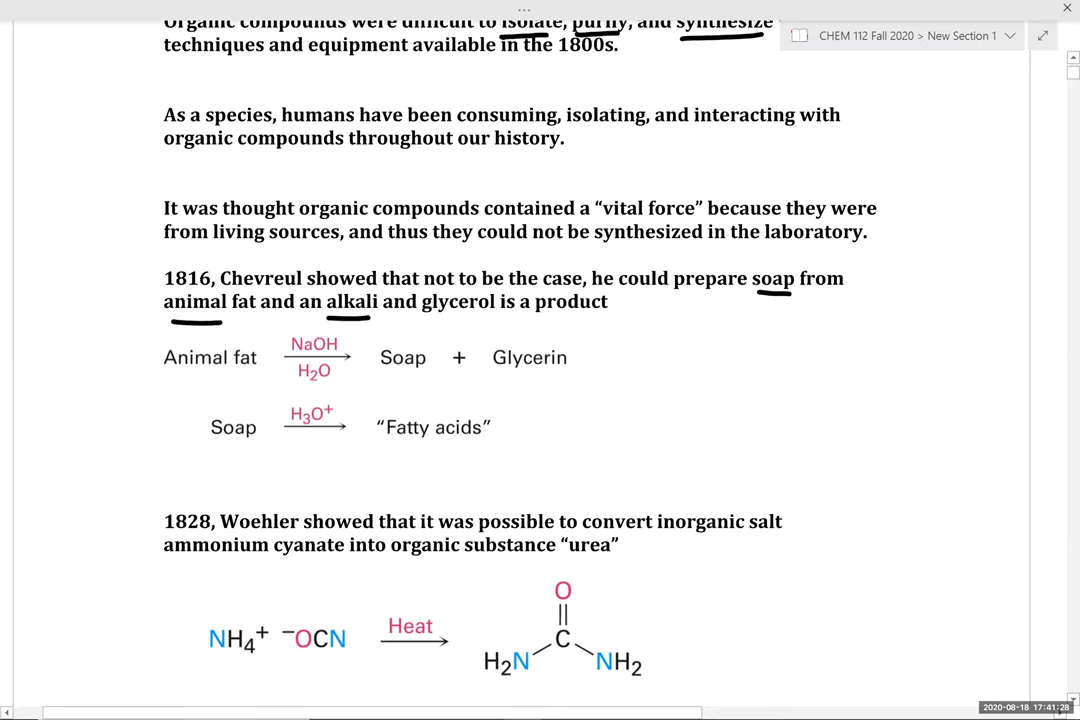 Organic compounds were difficult to isolate, purify, and synthesize
CHEM 112 Fall 2020 > New Section 1
techniques and equipment available in the 1800s.
As a species, humans have been consuming, isolating, and interacting with
organic compounds throughout our history.
It was thought organic compounds contained a “vital force” because they were
from living sources, and thus they could not be synthesized in the laboratory.
1816, Chevreul showed that not to be the case, he could prepare soap from
animal fat and an alkali and glycerol is a product
NaOH
Animal fat Soap + Glycerin
H₂O
H₃O⁺
Soap “Fatty acids”
1828, Woehler showed that it was possible to convert inorganic salt
ammonium cyanate into organic substance “urea”
O
Heat
NH₄⁺ ⁻OCN C
H₂N NH₂
2020-08-18 17:41:28